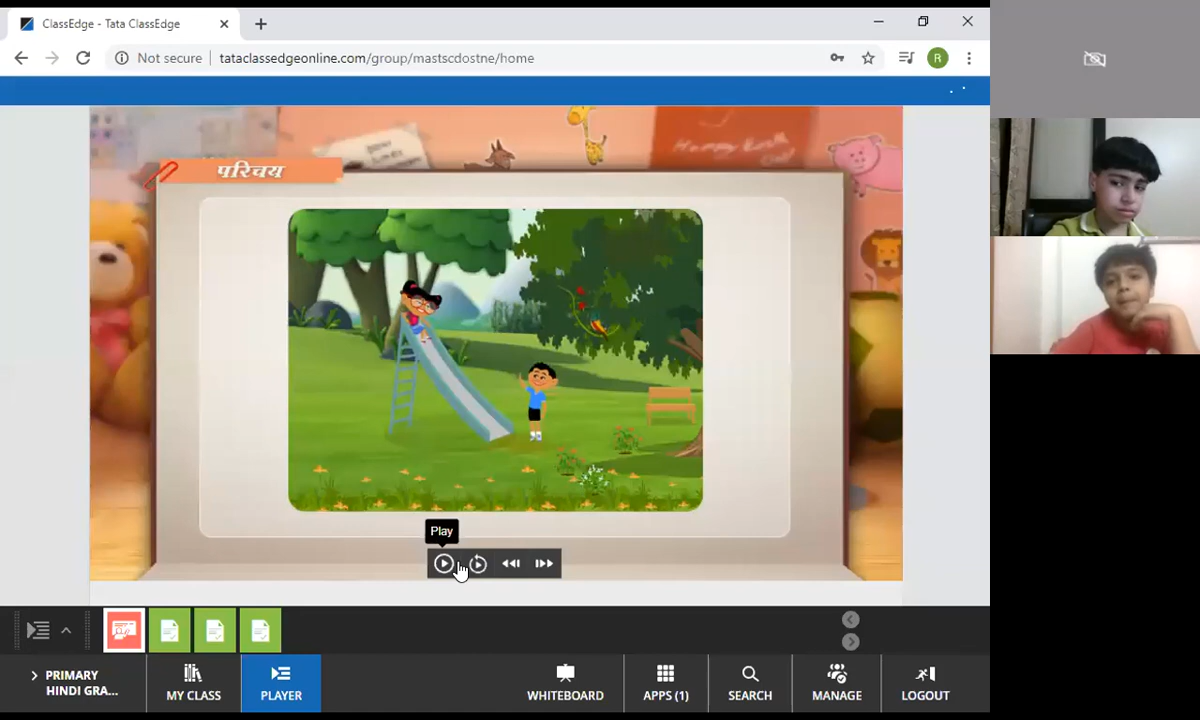 ClassEdge - Tata ClassEdge
Not secure
tataclassedgeonline.com/group/mastscdostne/home
R
परिचय
Play
PRIMARY
HINDI GRA...
MY CLASS
PLAYER
WHITEBOARD
APPS (1)
SEARCH
MANAGE
LOGOUT